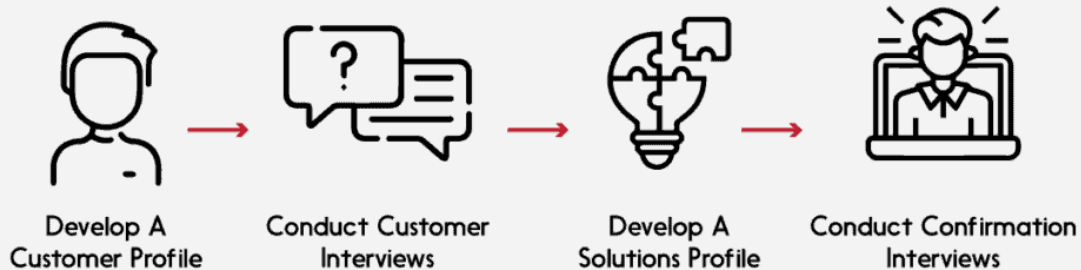 ?
Develop A
Customer Profile
Conduct Customer
Interviews
Develop A
Solutions Profile
Conduct Confirmation
Interviews